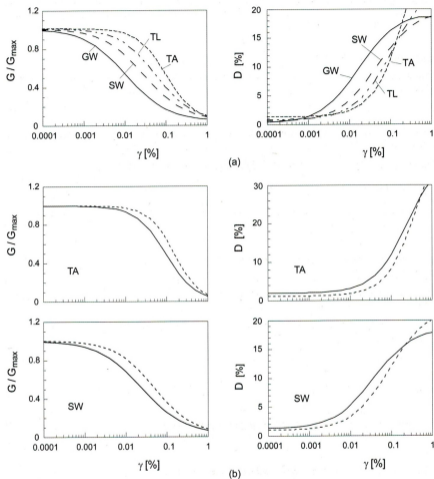 1.2
0.8
0.4
0
G / Gmax
GW
SW
TL
TA
0.0001 0.001 0.01 0.1 1
γ [%]
20
15
10
5
0
D [%]
GW
SW
TA
TL
0.0001 0.001 0.01 0.1 1
γ [%]
(a)
1.2
0.8
0.4
0
G / Gmax
TA
0.0001 0.001 0.01 0.1 1
30
20
10
0
D [%]
TA
0.0001 0.001 0.01 0.1 1
1.2
0.8
0.4
0
G / Gmax
SW
0.0001 0.001 0.01 0.1 1
γ [%]
20
15
10
5
0
D [%]
SW
0.0001 0.001 0.01 0.1 1
γ [%]
(b)